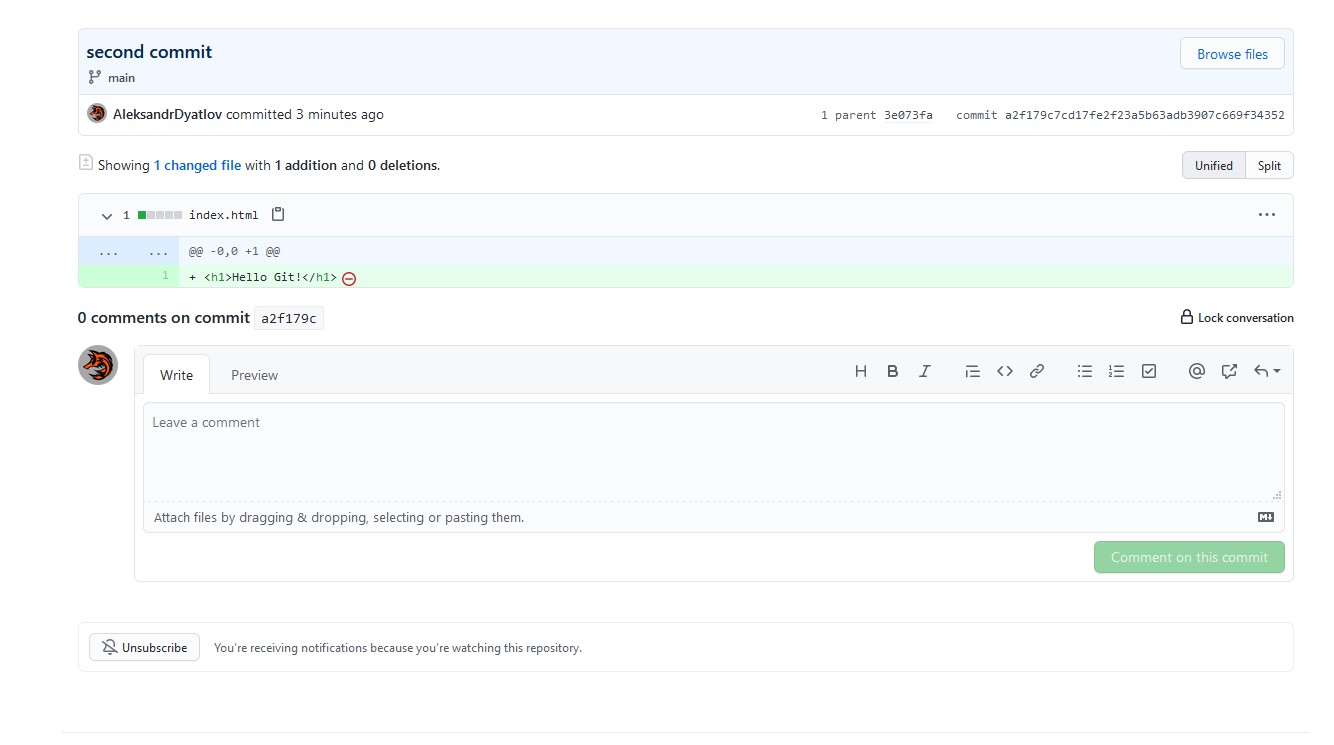 second commit
Browse files
main
AleksandrDyatlov committed 3 minutes ago
1 parent 3e073fa commit a2f179c7cd17fe2f23a5b63adb3907c669f34352
Showing 1 changed file with 1 addition and 0 deletions.
Unified Split
1 index.html
... ... @@ -0,0 +1 @@
1 + <h1>Hello Git!</h1>
0 comments on commit a2f179c
Lock conversation
Write Preview
Leave a comment
Attach files by dragging & dropping, selecting or pasting them.
Comment on this commit
Unsubscribe You're receiving notifications because you're watching this repository.